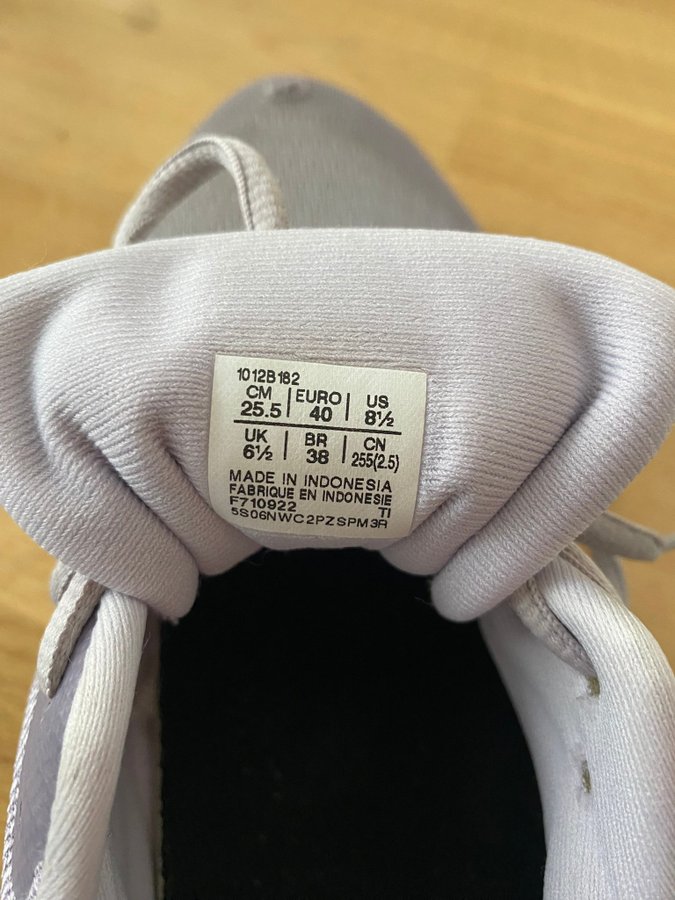 1012B182
CM EURO US
25.5 40 8½
UK BR CN
6½ 38 255(2.5)
MADE IN INDONESIA
FABRIQUE EN INDONESIE
F710922 TI
5S06NWC2PZSPM3R